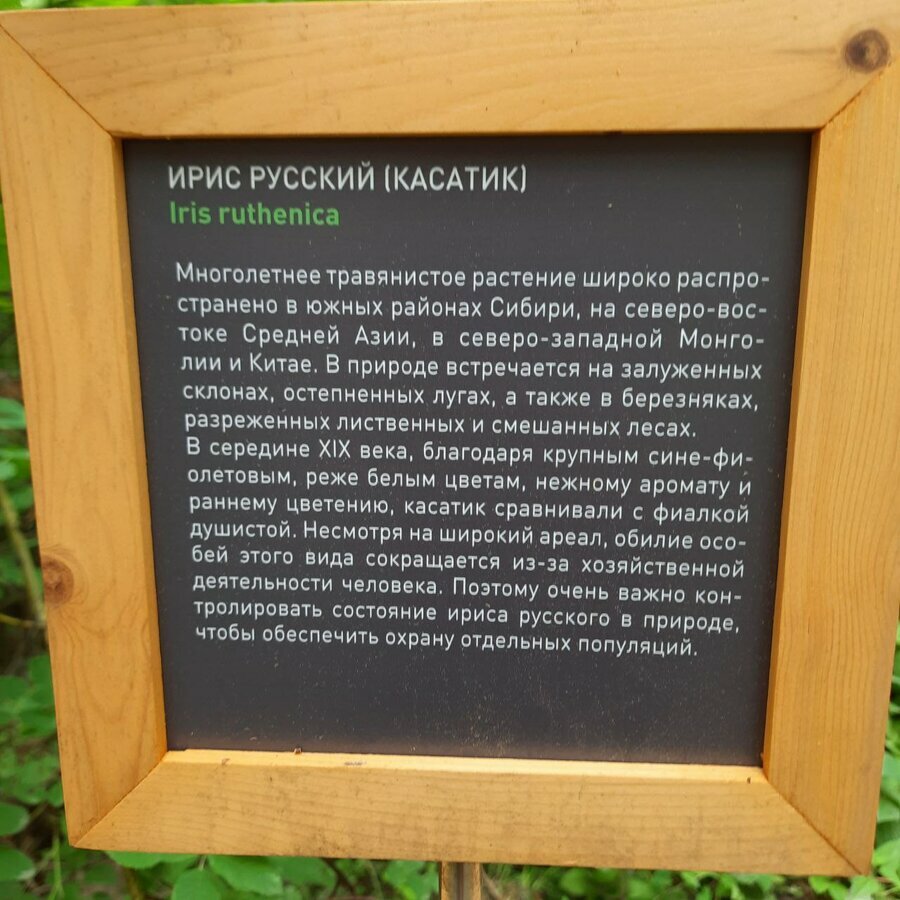 ИРИС РУССКИЙ (КАСАТИК)
Iris ruthenica
Многолетнее травянистое растение широко распро-
странено в южных районах Сибири, на северо-вос-
токе Средней Азии, в северо-западной Монго-
лии и Китае. В природе встречается на залуженных
склонах, остепненных лугах, а также в березняках,
разреженных лиственных и смешанных лесах.
В середине XIX века, благодаря крупным сине-фи-
олетовым, реже белым цветам, нежному аромату и
раннему цветению, касатик сравнивали с фиалкой
душистой. Несмотря на широкий ареал, обилие осо-
бей этого вида сокращается из-за хозяйственной
деятельности человека. Поэтому очень важно кон-
тролировать состояние ириса русского в природе,
чтобы обеспечить охрану отдельных популяций.